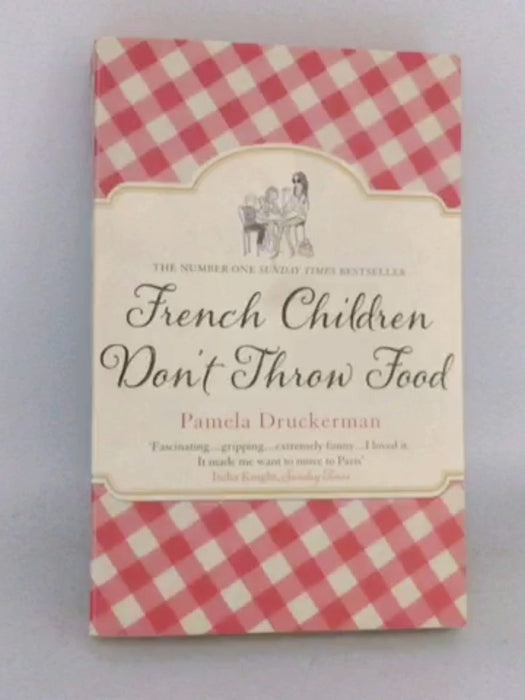 THE NUMBER ONE SUNDAY TIMES BESTSELLER
French Children
Don't Throw Food
Pamela Druckerman
'Fascinating...gripping...extremely funny...I loved it.
It made me want to move to Paris'
India Knight, Sunday Times